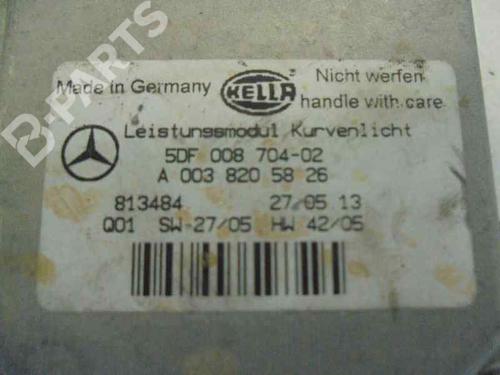 B-PARTS
Made in Germany
HELLA
Nicht werfen
handle with care
Leistungsmodul Kurvenlicht
5DF 008 704-02
A 003 820 58 26
813484 27.05.13
Q01 SW-27/05 HW 42/05